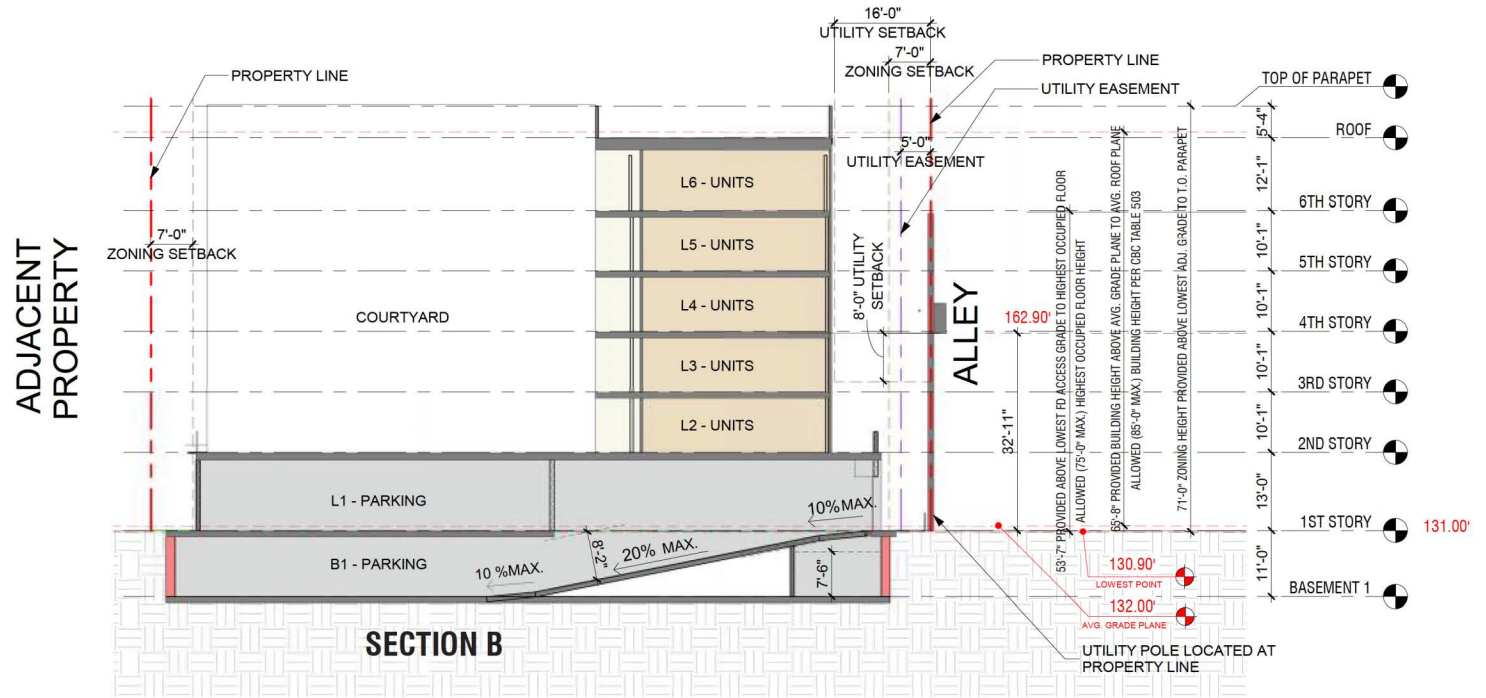 16'-0"
UTILITY SETBACK
7'-0"
ZONING SETBACK
PROPERTY LINE
PROPERTY LINE
UTILITY EASEMENT
TOP OF PARAPET
5'-4"
ROOF
5'-0"
UTILITY EASEMENT
12'-1"
L6 - UNITS
6TH STORY
7'-0"
ZONING SETBACK
ADJACENT
PROPERTY
L5 - UNITS
10'-1"
5TH STORY
8'-0" UTILITY
SETBACK
COURTYARD
L4 - UNITS
162.90'
ALLEY
10'-1"
4TH STORY
L3 - UNITS
10'-1"
3RD STORY
32'-11"
L2 - UNITS
10'-1"
2ND STORY
53'-7" PROVIDED ABOVE LOWEST FD ACCESS GRADE TO HIGHEST OCCUPIED FLOOR
ALLOWED (75'-0" MAX.) HIGHEST OCCUPIED FLOOR HEIGHT
65'-8" PROVIDED BUILDING HEIGHT ABOVE AVG. GRADE PLANE TO AVG. ROOF PLANE
ALLOWED (85'-0" MAX.) BUILDING HEIGHT PER CBC TABLE 503
71'-0" ZONING HEIGHT PROVIDED ABOVE LOWEST ADJ. GRADE TO T.O. PARAPET
L1 - PARKING
13'-0"
10% MAX.
1ST STORY
131.00'
B1 - PARKING
8'-2"
20% MAX.
10 %MAX.
7'-6"
130.90'
LOWEST POINT
11'-0"
BASEMENT 1
132.00'
AVG. GRADE PLANE
SECTION B
UTILITY POLE LOCATED AT
PROPERTY LINE